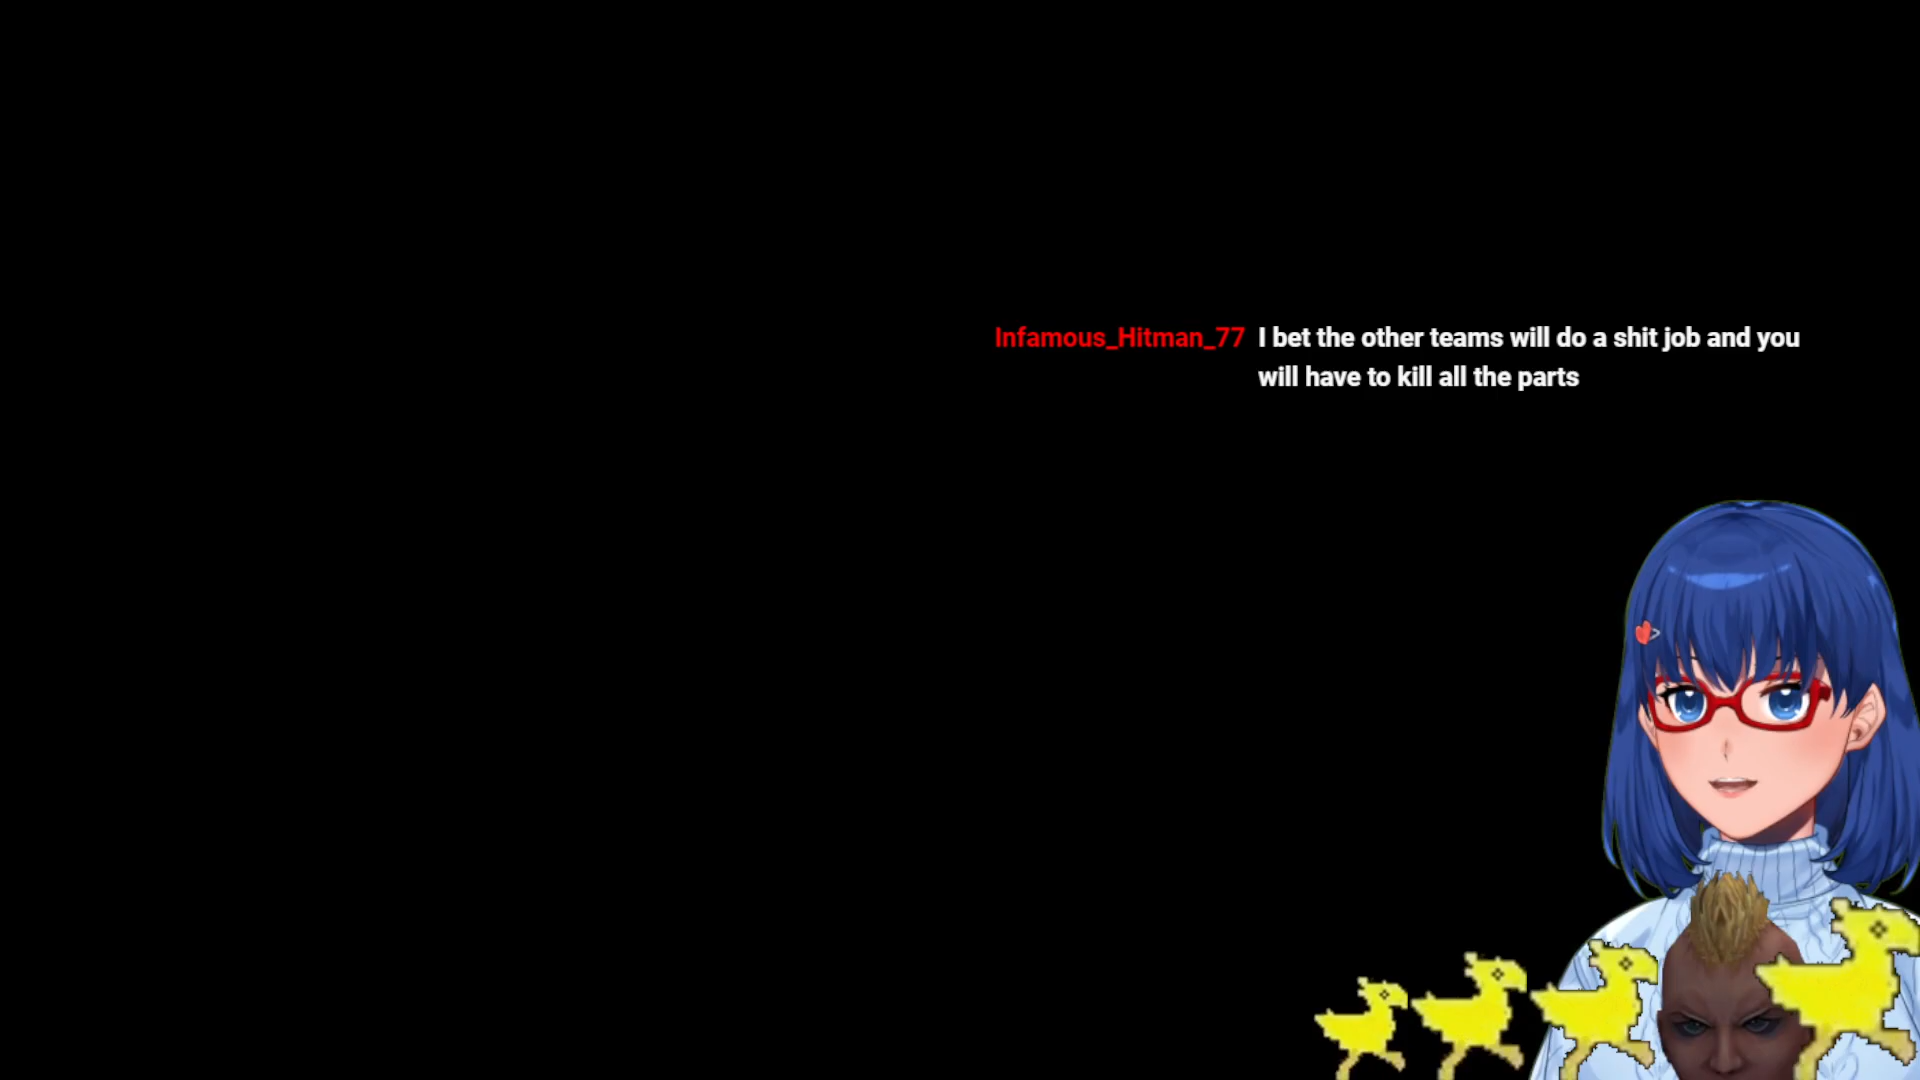 Infamous_Hitman_77 I bet the other teams will do a shit job and you
will have to kill all the parts